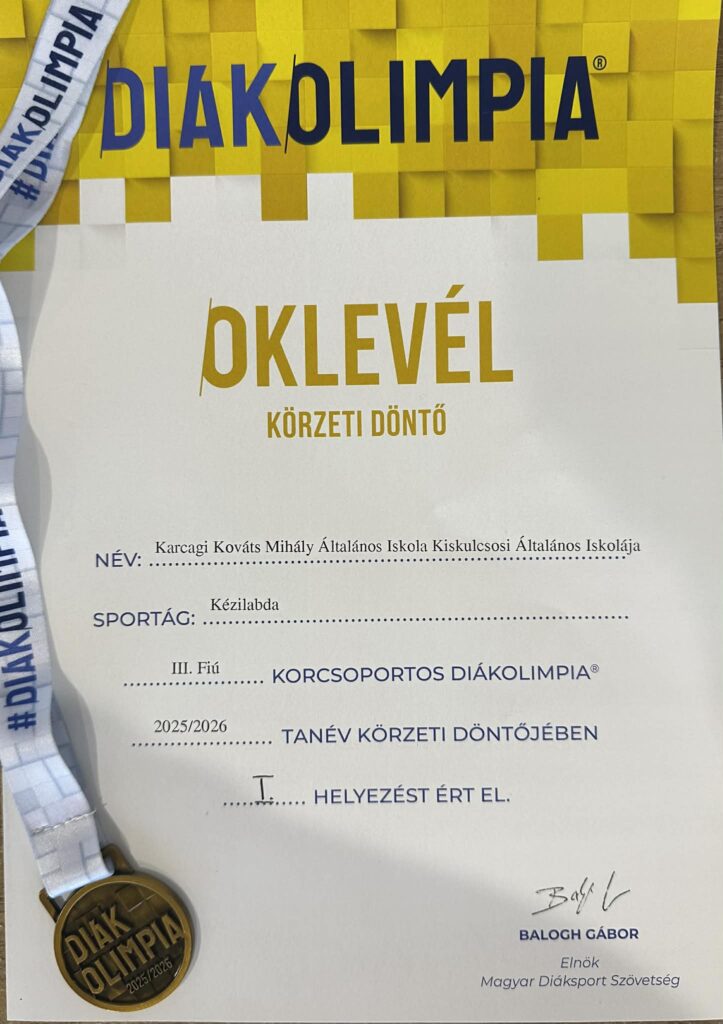 DIÁKOLIMPIA®
#DIÁKOLIMPIA
OKLEVÉL
KÖRZETI DÖNTŐ
NÉV: Karcagi Kováts Mihály Általános Iskola Kiskulcsosi Általános Iskolája
SPORTÁG: Kézilabda
III. Fiú KORCSOPORTOS DIÁKOLIMPIA®
2025/2026 TANÉV KÖRZETI DÖNTŐJÉBEN
I. HELYEZÉST ÉRT EL.
#DIÁKOLIMPIA
BALOGH GÁBOR
Elnök
Magyar Diáksport Szövetség
DIÁK
OLIMPIA
2025/2026